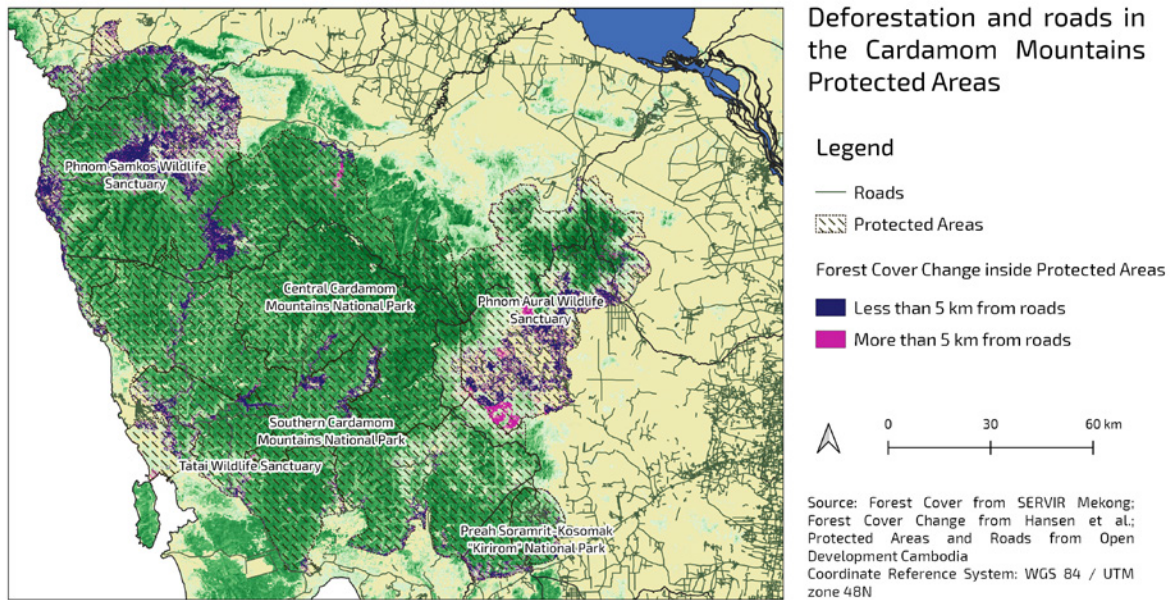 Deforestation and roads in
the Cardamom Mountains
Protected Areas
Legend
Roads
Protected Areas
Forest Cover Change inside Protected Areas
Less than 5 km from roads
More than 5 km from roads
0 30 60 km
Source: Forest Cover from SERVIR Mekong;
Forest Cover Change from Hansen et al.;
Protected Areas and Roads from Open
Development Cambodia
Coordinate Reference System: WGS 84 / UTM
zone 48N
Phnom Samkos Wildlife
Sanctuary
Central Cardamom
Mountains National Park
Phnom Aural Wildlife
Sanctuary
Southern Cardamom
Mountains National Park
Tatai Wildlife Sanctuary
Preah Soramrit-Kosomak
"Kirirom" National Park